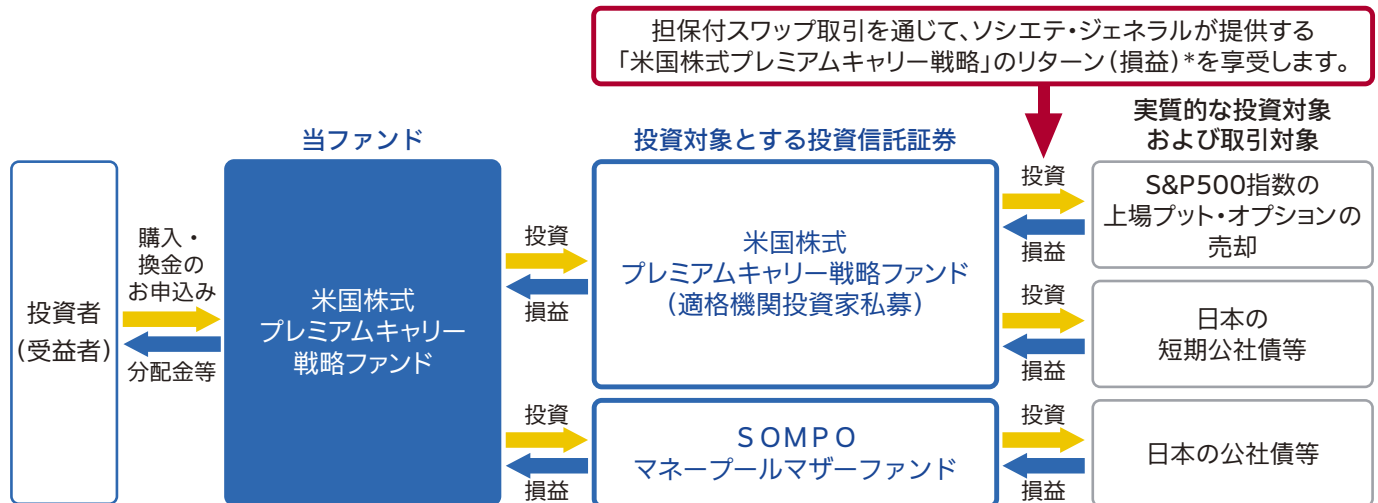 担保付スワップ取引を通じて、ソシエテ・ジェネラルが提供する
「米国株式プレミアムキャリー戦略」のリターン(損益)*を享受します。
当ファンド
投資対象とする投資信託証券
実質的な投資対象
および取引対象
投資者
(受益者)
購入・
換金の
お申込み
分配金等
米国株式
プレミアムキャリー
戦略ファンド
投資
損益
米国株式
プレミアムキャリー戦略ファンド
(適格機関投資家私募)
投資
損益
S&P500指数の
上場プット・オプションの
売却
投資
損益
日本の
短期公社債等
投資
損益
SOMPO
マネープールマザーファンド
投資
損益
日本の公社債等